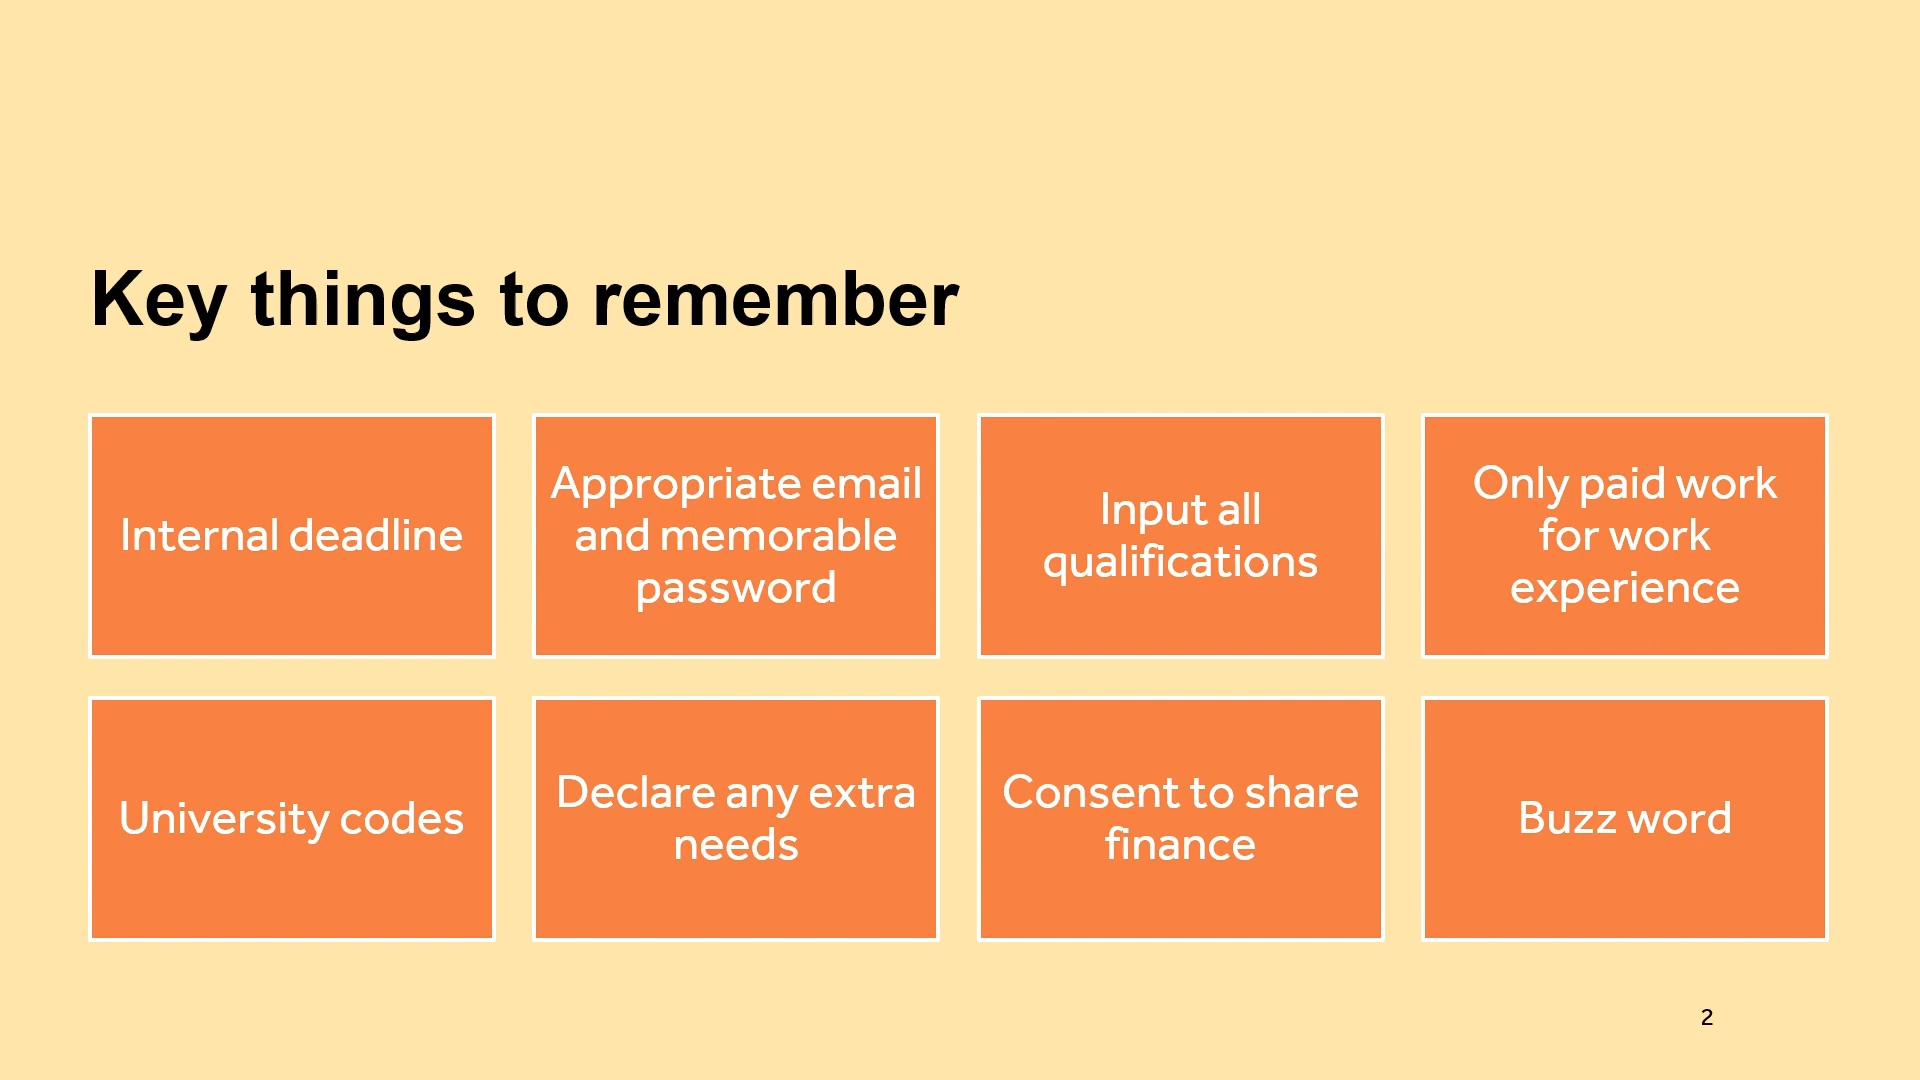 Key things to remember
Internal deadline
Appropriate email
and memorable
password
Input all
qualifications
Only paid work
for work
experience
University codes
Declare any extra
needs
Consent to share
finance
Buzz word
2